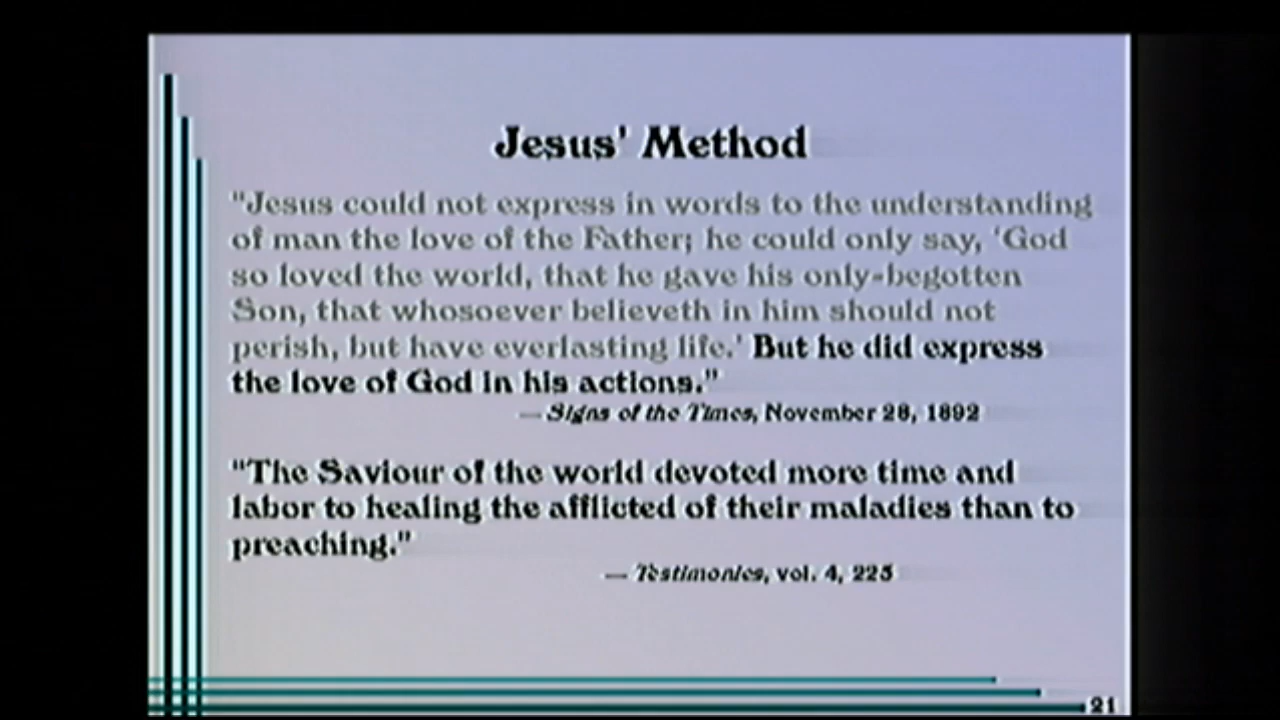 Jesus' Method
"Jesus could not express in words to the understanding
of man the love of the Father; he could only say, 'God
so loved the world, that he gave his only-begotten
Son, that whosoever believeth in him should not
perish, but have everlasting life.' But he did express
the love of God in his actions."
— Signs of the Times, November 28, 1892
"The Saviour of the world devoted more time and
labor to healing the afflicted of their maladies than to
preaching."
— Testimonies, vol. 4, 225
21